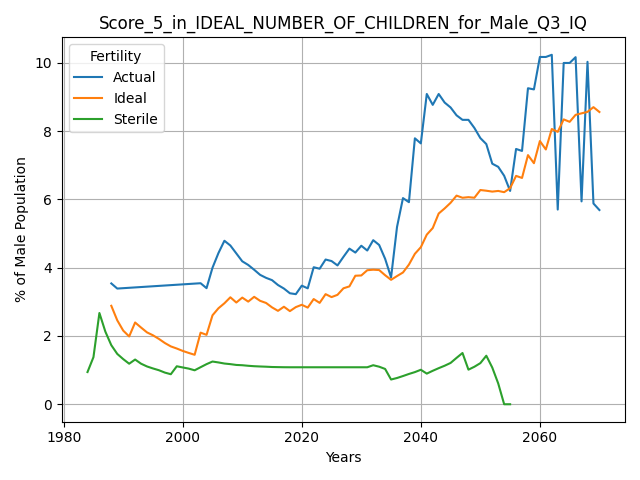 Score_5_in_IDEAL_NUMBER_OF_CHILDREN_for_Male_Q3_IQ
Fertility
Actual
Ideal
Sterile
% of Male Population
10
8
6
4
2
0
1980
2000
2020
2040
2060
Years